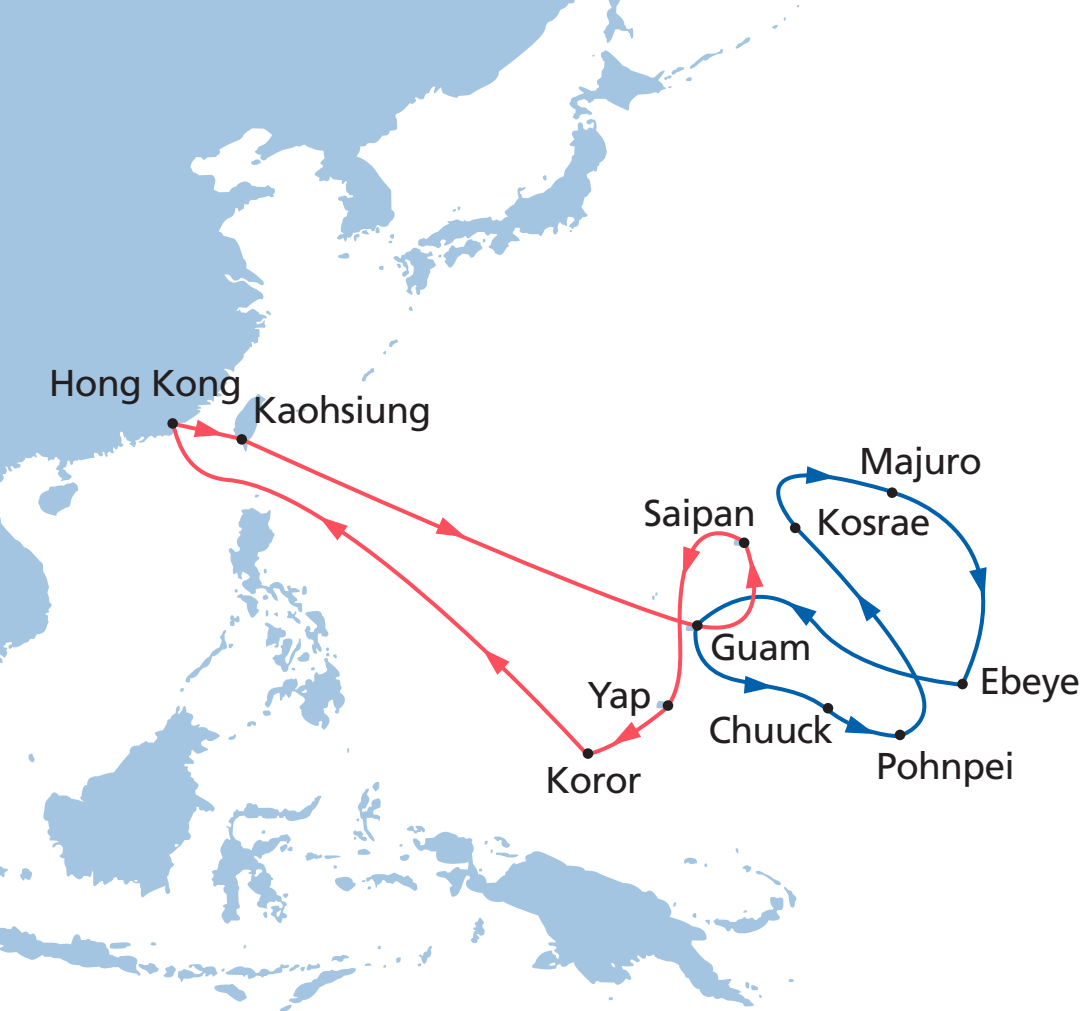 Hong Kong
Kaohsiung
Majuro
Saipan
Kosrae
Guam
Ebeye
Yap
Chuuck
Pohnpei
Koror